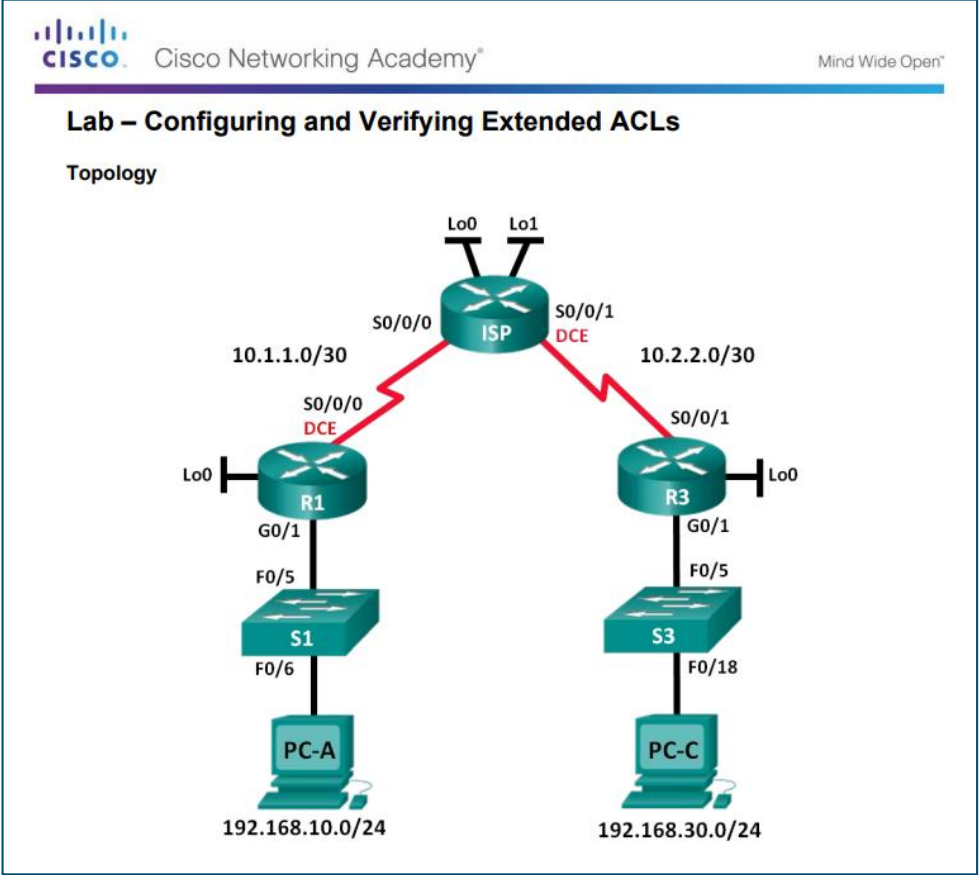 CISCO. Cisco Networking Academy® Mind Wide Open™
Lab – Configuring and Verifying Extended ACLs
Topology
Lo0 Lo1
S0/0/0 ISP S0/0/1
DCE
10.1.1.0/30 10.2.2.0/30
S0/0/0
DCE
S0/0/1
Lo0 R1 R3 Lo0
G0/1 G0/1
F0/5 F0/5
S1 S3
F0/6 F0/18
PC-A PC-C
192.168.10.0/24 192.168.30.0/24